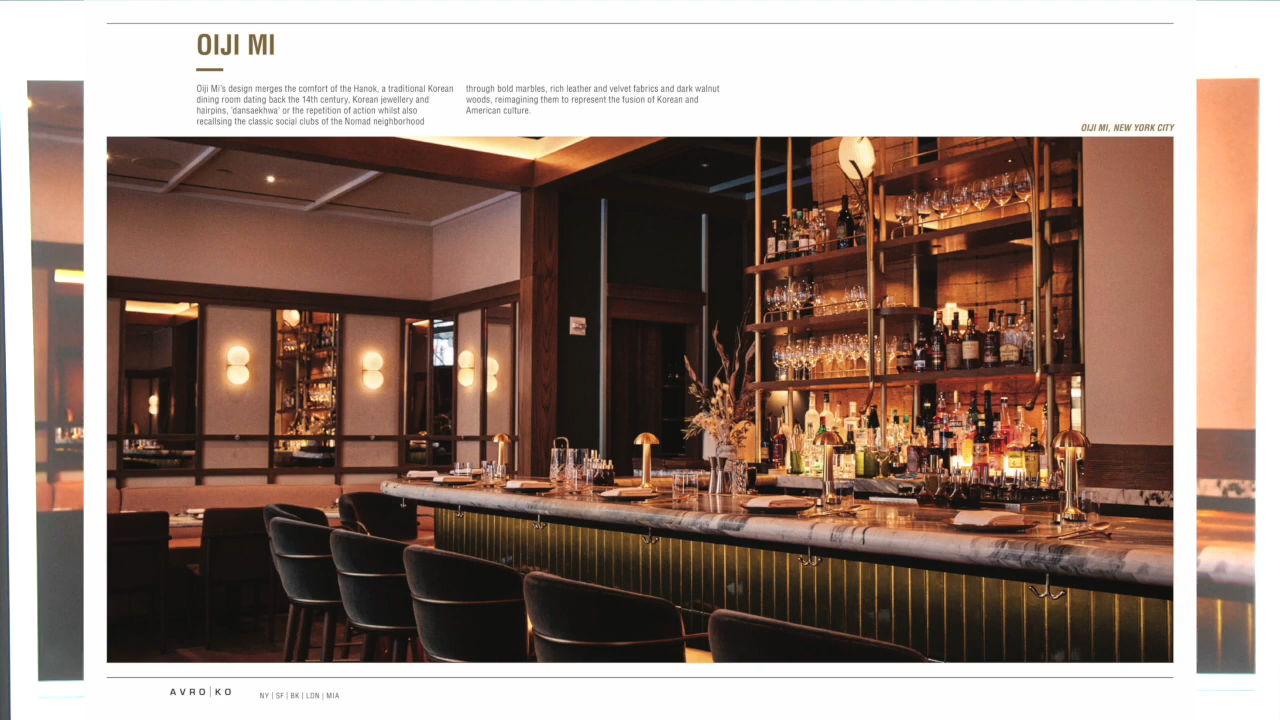 OIJI MI
Oiji Mi's design merges the comfort of the Hanok, a traditional Korean
dining room dating back the 14th century, Korean jewellery and
hairpins, 'dansaekhwa' or the repetition of action whilst also
recallsing the classic social clubs of the Nomad neighborhood
through bold marbles, rich leather and velvet fabrics and dark walnut
woods, reimagining them to represent the fusion of Korean and
American culture.
OIJI MI, NEW YORK CITY
AVRO|KO
NY | SF | BK | LDN | MIA